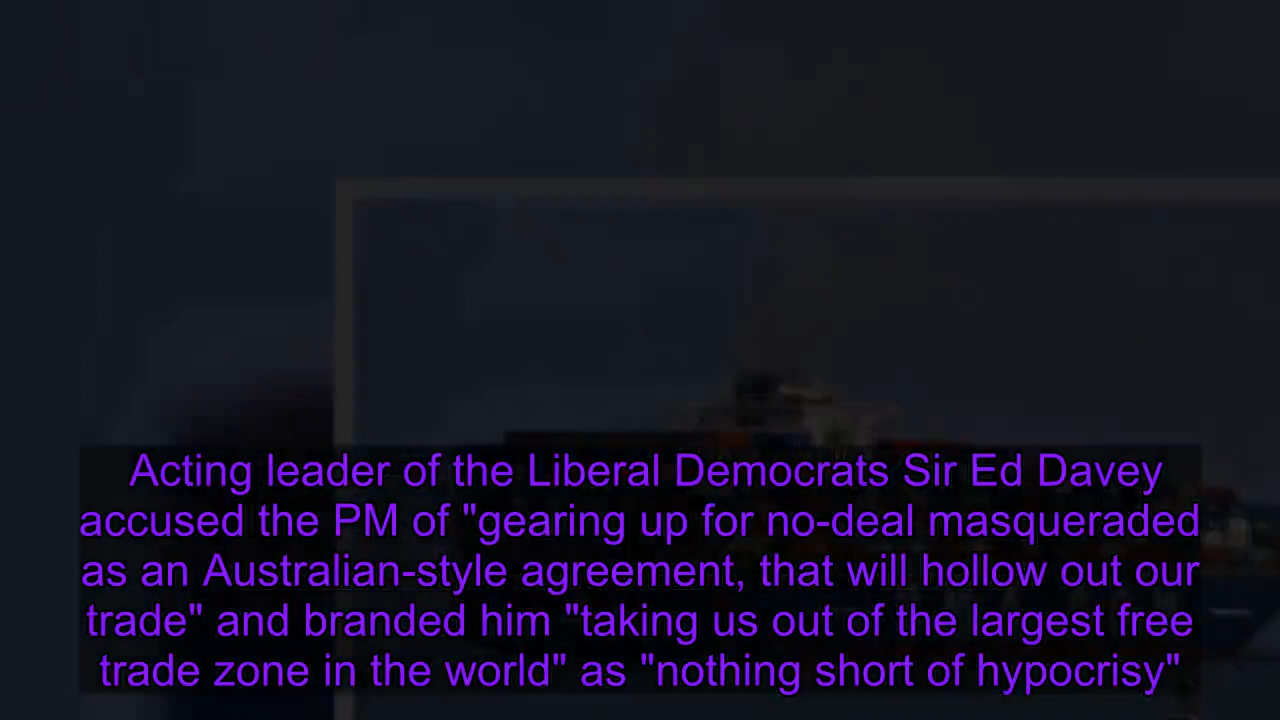 Acting leader of the Liberal Democrats Sir Ed Davey
accused the PM of "gearing up for no-deal masqueraded
as an Australian-style agreement, that will hollow out our
trade" and branded him "taking us out of the largest free
trade zone in the world" as "nothing short of hypocrisy".